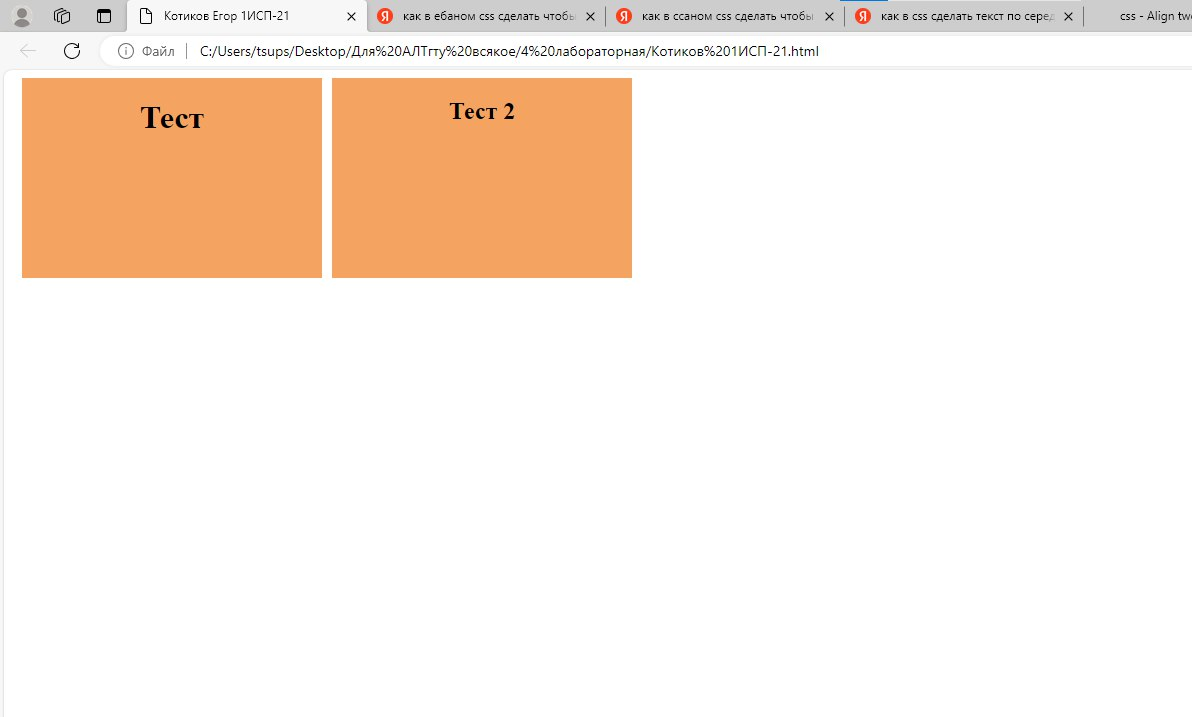 Котиков Егор 1ИСП-21
как в ебаном css сделать чтобы
как в ссаном css сделать чтобы
как в css сделать текст по серед
css - Align tw
Файл
C:/Users/tsups/Desktop/Для%20АЛТгту%20всякое/4%20лабораторная/Котиков%201ИСП-21.html
Тест
Тест 2